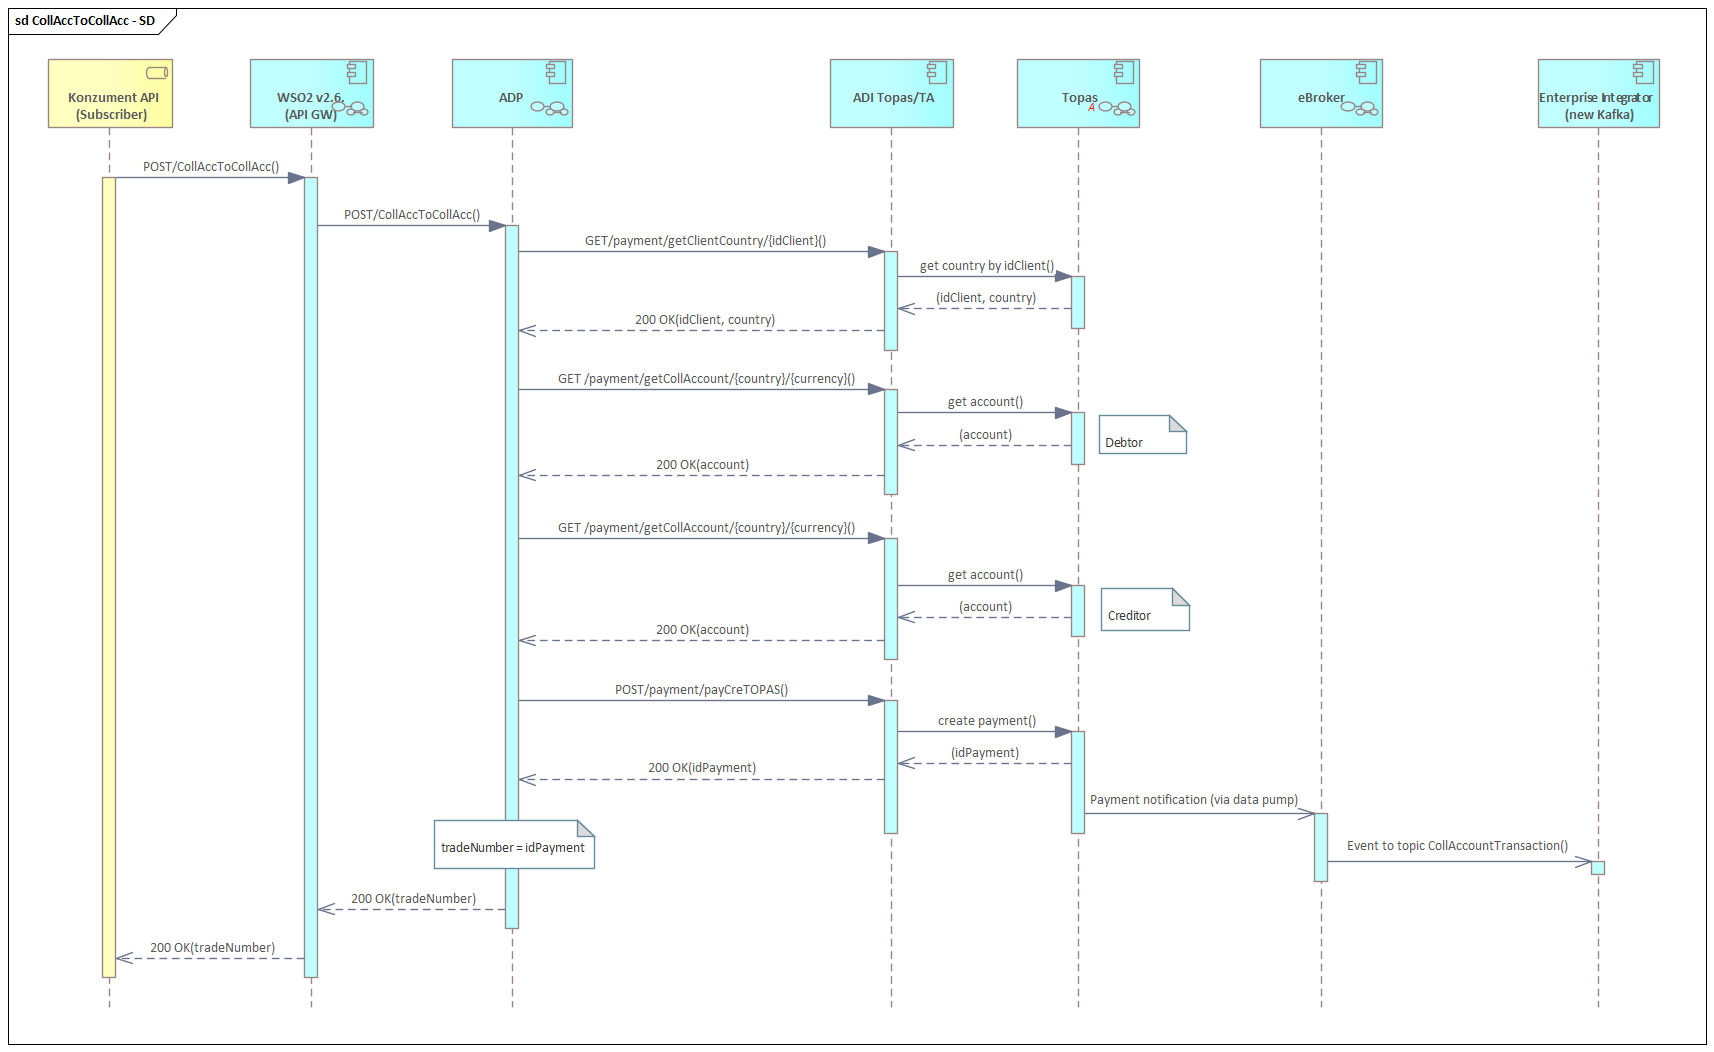 sd CollAccToCollAcc - SD
Konzument API
(Subscriber)
WSO2 v2.6.
(API GW)
ADP
ADI Topas/TA
Topas
A
eBroker
Enterprise Integrator
(new Kafka)
POST/CollAccToCollAcc()
POST/CollAccToCollAcc()
GET/payment/getClientCountry/{idClient}()
get country by idClient()
(idClient, country)
200 OK(idClient, country)
GET /payment/getCollAccount/{country}/{currency}()
get account()
(account)
Debtor
200 OK(account)
GET /payment/getCollAccount/{country}/{currency}()
get account()
(account)
Creditor
200 OK(account)
POST/payment/payCreTOPAS()
create payment()
(idPayment)
200 OK(idPayment)
Payment notification (via data pump)
tradeNumber = idPayment
Event to topic CollAccountTransaction()
200 OK(tradeNumber)
200 OK(tradeNumber)